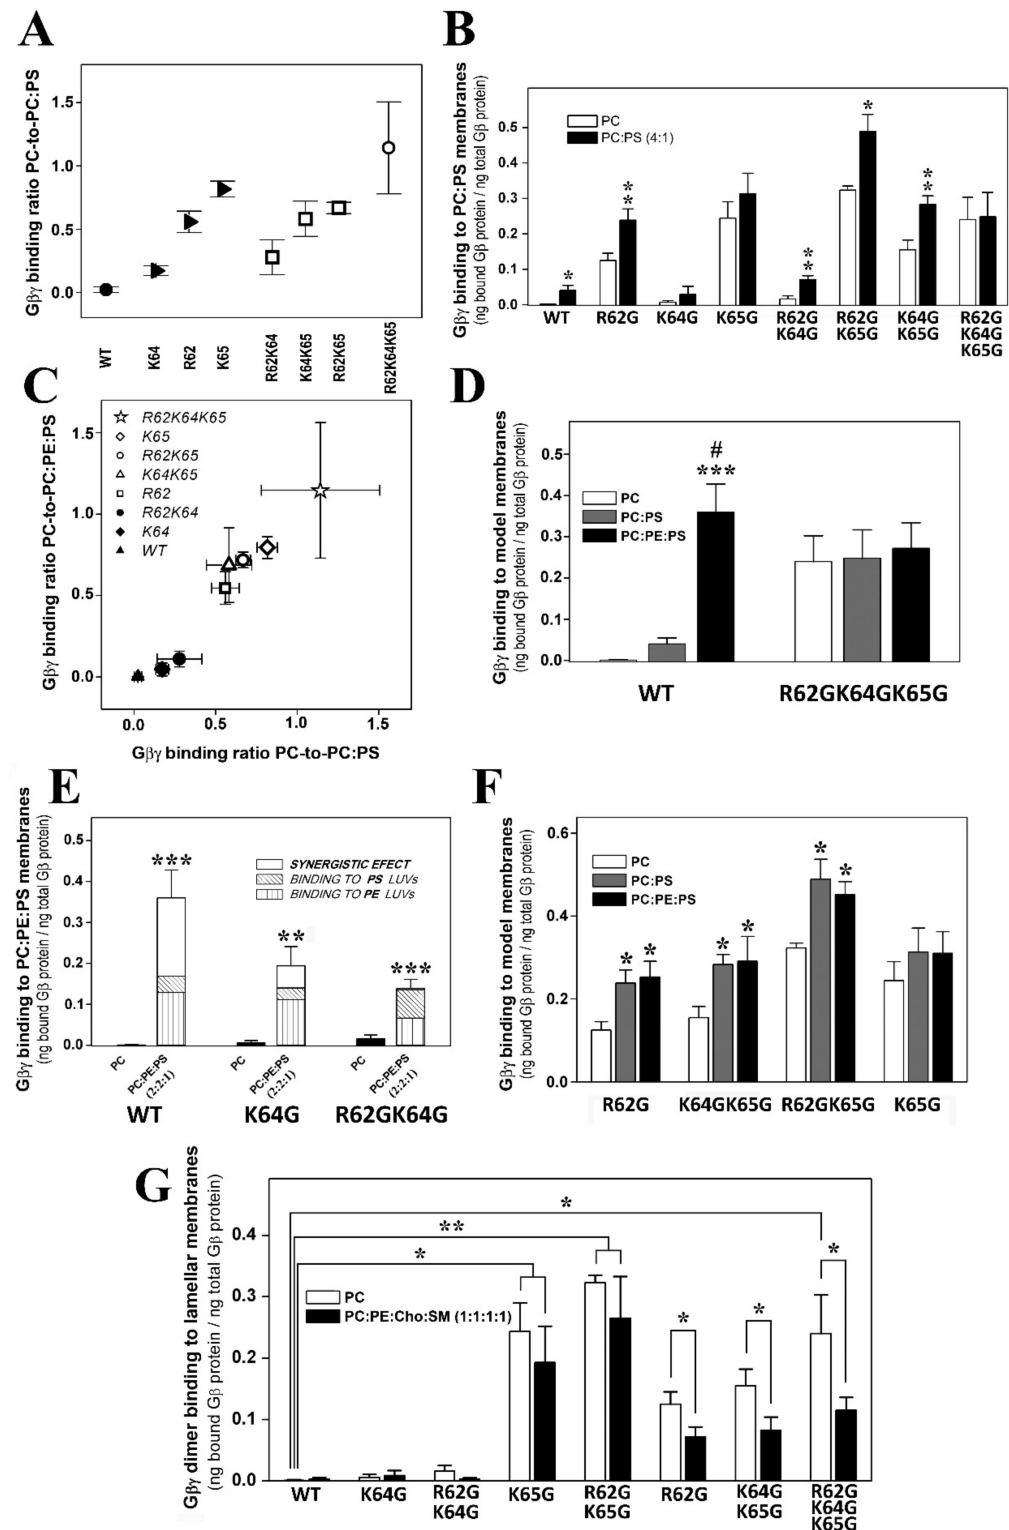 A
Gβγ binding ratio PC-to-PC:PS
1.5
1.0
0.5
0.0
WT
K64
R62
K65
R62K64
K64K65
R62K65
R62K64K65
B
Gβγ binding to PC:PS membranes
(ng bound Gβ protein / ng total Gβ protein)
PC
PC:PS (4:1)
0.5
0.4
0.3
0.2
0.1
0.0
*
* *
* *
*
* *
WT R62G K64G K65G R62G R62G K64G R62G
K64G K65G K65G K64G
K65G
C
Gβγ binding ratio PC-to-PC:PE:PS
1.5
1.0
0.5
0.0
R62K64K65
K65
R62K65
K64K65
R62
R62K64
K64
WT
0.0 0.5 1.0 1.5
Gβγ binding ratio PC-to-PC:PS
D
Gβγ binding to model membranes
(ng bound Gβ protein / ng total Gβ protein)
0.5
0.4
0.3
0.2
0.1
0.0
PC
PC:PS
PC:PE:PS
#
***
WT R62GK64GK65G
E
Gβγ binding to PC:PE:PS membranes
(ng bound Gβ protein / ng total Gβ protein)
0.5
0.4
0.3
0.2
0.1
0.0
SYNERGISTIC EFECT
BINDING TO PS LUVs
BINDING TO PE LUVs
***
**
***
PC PC:PE:PS PC PC:PE:PS PC PC:PE:PS
(2:2:1) (2:2:1) (2:2:1)
WT K64G R62GK64G
F
Gβγ binding to model membranes
(ng bound Gβ protein / ng total Gβ protein)
0.6
0.4
0.2
0.0
PC
PC:PS
PC:PE:PS
* *
* *
* *
R62G K64GK65G R62GK65G K65G
G
Gβγ dimer binding to lamellar membranes
(ng bound Gβ protein / ng total Gβ protein)
0.4
0.3
0.2
0.1
0.0
PC
PC:PE:Cho:SM (1:1:1:1)
*
**
*
*
*
*
WT K64G R62G K65G R62G R62G K64G R62G
K64G K65G K65G K64G
K65G